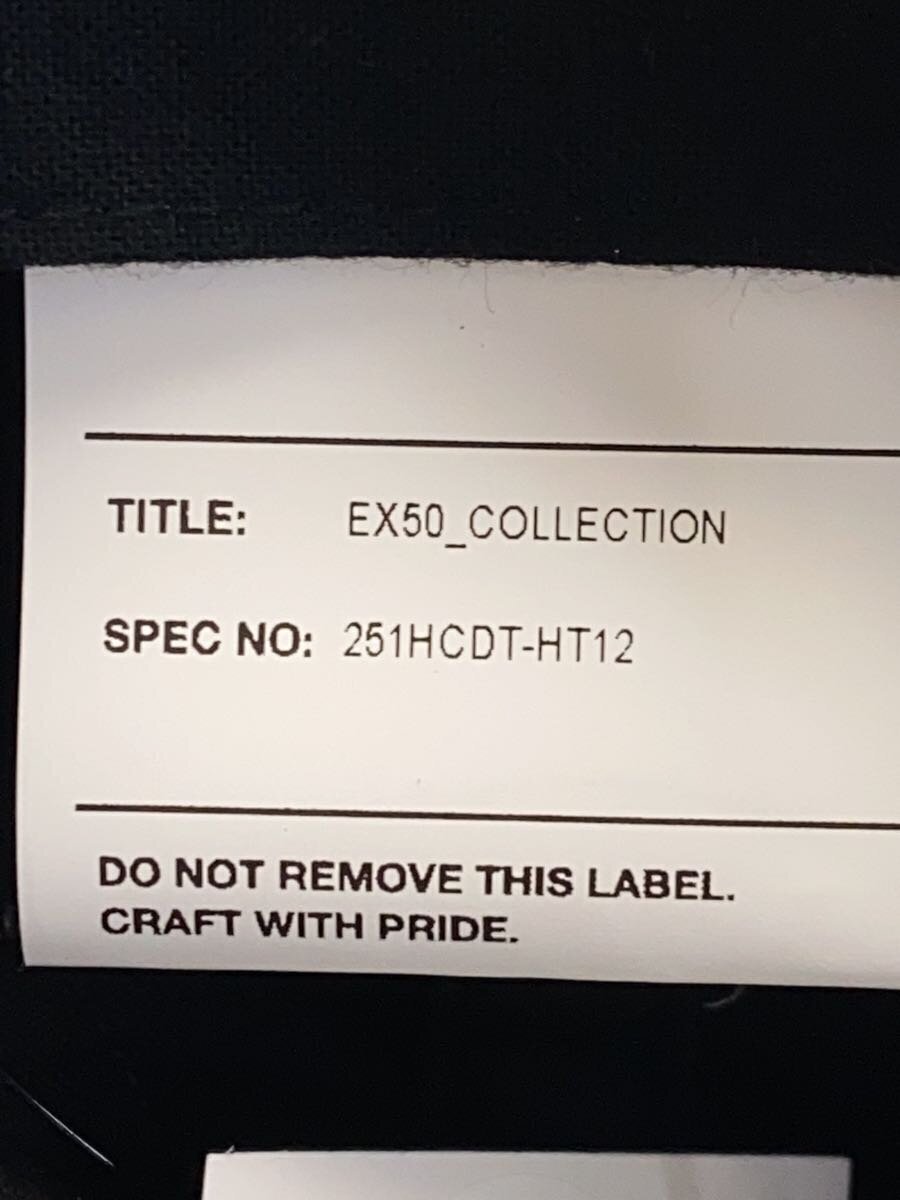 TITLE: EX50_COLLECTION
SPEC NO: 251HCDT-HT12
DO NOT REMOVE THIS LABEL.
CRAFT WITH PRIDE.